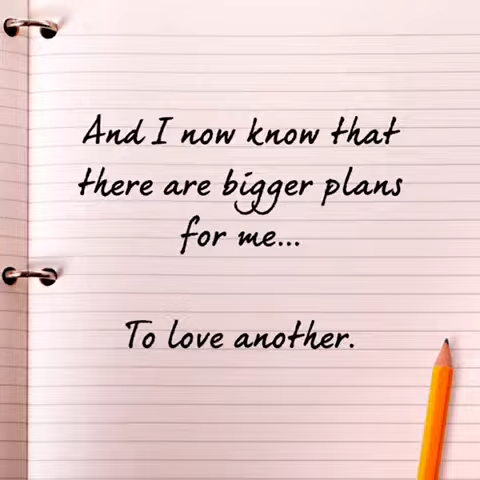 And I now know that
there are bigger plans
for me...
To love another.